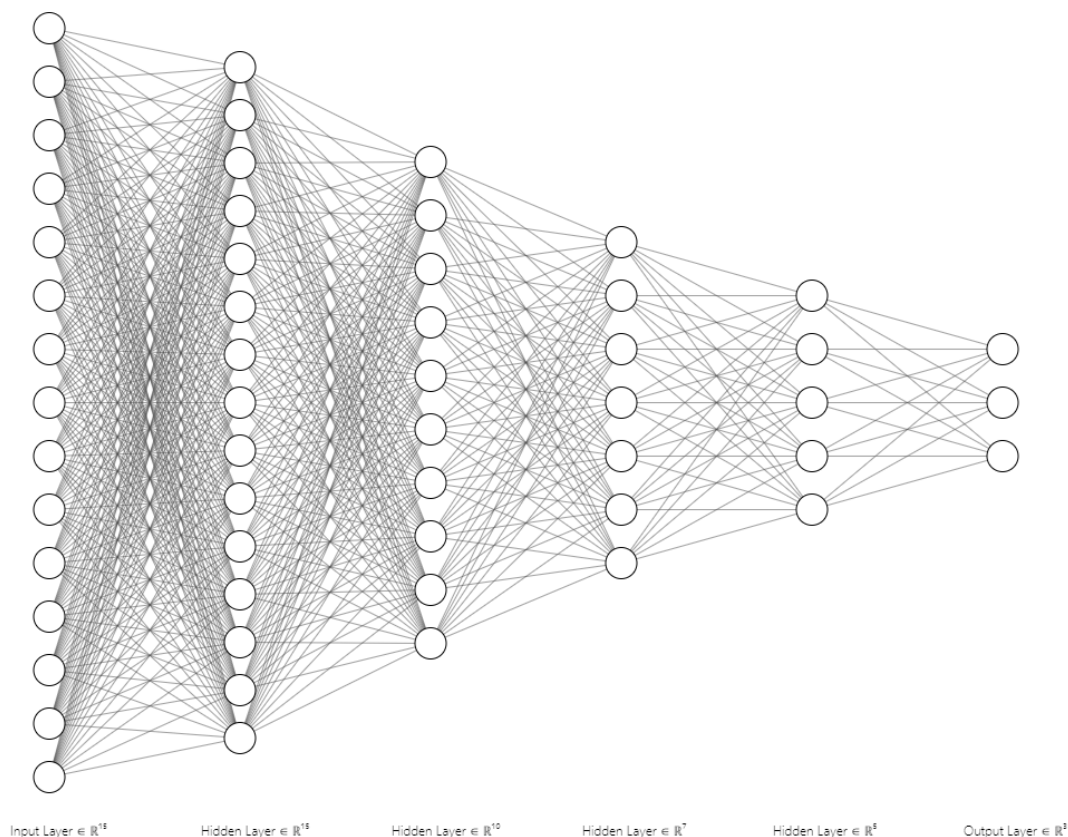 Input Layer ∈ ℝ¹⁵
Hidden Layer ∈ ℝ¹⁵
Hidden Layer ∈ ℝ¹⁰
Hidden Layer ∈ ℝ⁷
Hidden Layer ∈ ℝ⁵
Output Layer ∈ ℝ³